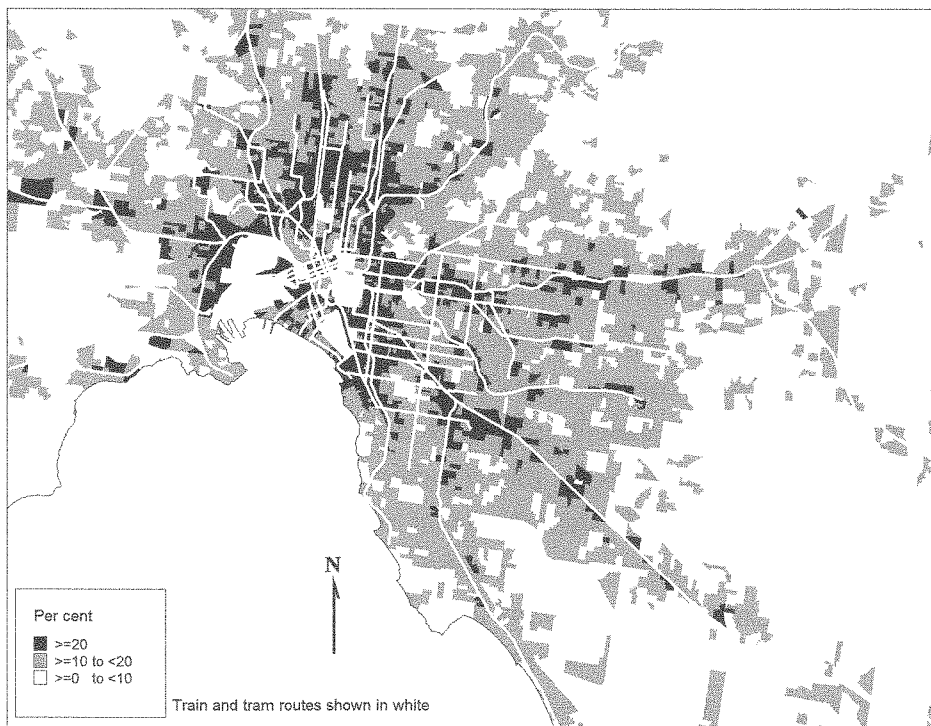 N
Per cent
>=20
>=10 to <20
>=0 to <10
Train and tram routes shown in white